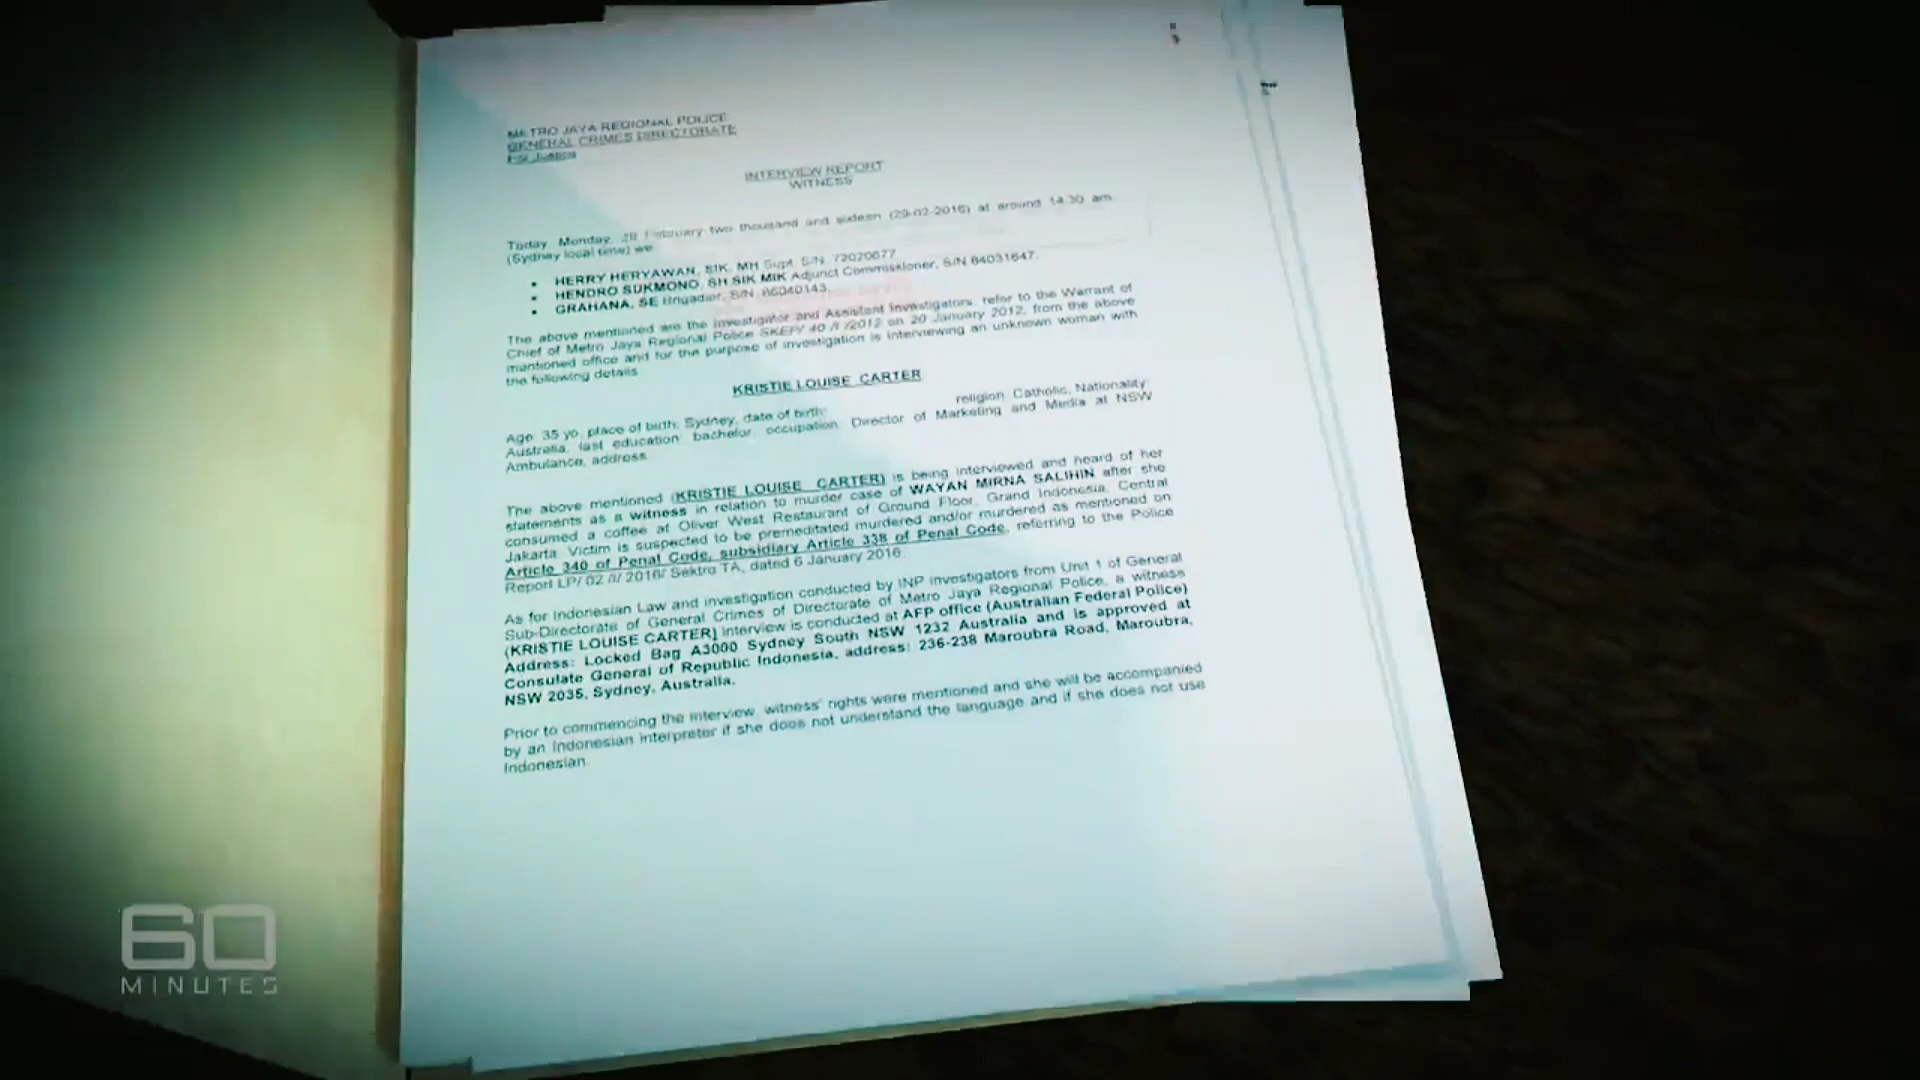 METRO JAYA REGIONAL POLICE
GENERAL CRIMES DIRECTORATE
For Justice
INTERVIEW REPORT
WITNESS
Today, Monday, February two thousand and sixteen (29-02-2016) at around 14.30 am
(Sydney local time) we
• HERRY HERYAWAN, SIK, MH Supt. S/N. 72020677
• HENDRO SUKMONO, SH SIK MIK Adjunct Commissioner, S/N 84031647.
• GRAHANA, SE Brigadier, S/N. 86040143.
The above mentioned are the Investigator and Assistant Investigators, refer to the Warrant of
Chief of Metro Jaya Regional Police SKEP/ 40 /I /2012 on 20 January 2012, from the above
mentioned office and for the purpose of investigation is interviewing an unknown woman with
the following details
KRISTIE LOUISE CARTER
Age: 35 yo, place of birth: Sydney, date of birth: religion Catholic, Nationality:
Australia, last education: bachelor, occupation: Director of Marketing and Media at NSW
Ambulance, address
The above mentioned (KRISTIE LOUISE CARTER) is being interviewed and heard of her
statements as a witness in relation to murder case of WAYAN MIRNA SALIHIN after she
consumed a coffee at Oliver West Restaurant of Ground Floor, Grand Indonesia, Central
Jakarta. Victim is suspected to be premeditated murdered and/or murdered as mentioned on
Article 340 of Penal Code, subsidiary Article 338 of Penal Code, referring to the Police
Report LP/ 02 /I/ 2016/ Sektro TA, dated 6 January 2016.
As for Indonesian Law and investigation conducted by INP investigators from Unit 1 of General
Sub-Directorate of General Crimes of Directorate of Metro Jaya Regional Police, a witness
(KRISTIE LOUISE CARTER) interview is conducted at AFP office (Australian Federal Police)
Address: Locked Bag A3000 Sydney South NSW 1232 Australia and is approved at
Consulate General of Republic Indonesia, address: 236-238 Maroubra Road, Maroubra,
NSW 2035, Sydney, Australia.
Prior to commencing the interview, witness' rights were mentioned and she will be accompanied
by an Indonesian interpreter if she does not understand the language and if she does not use
Indonesian.
60
MINUTES